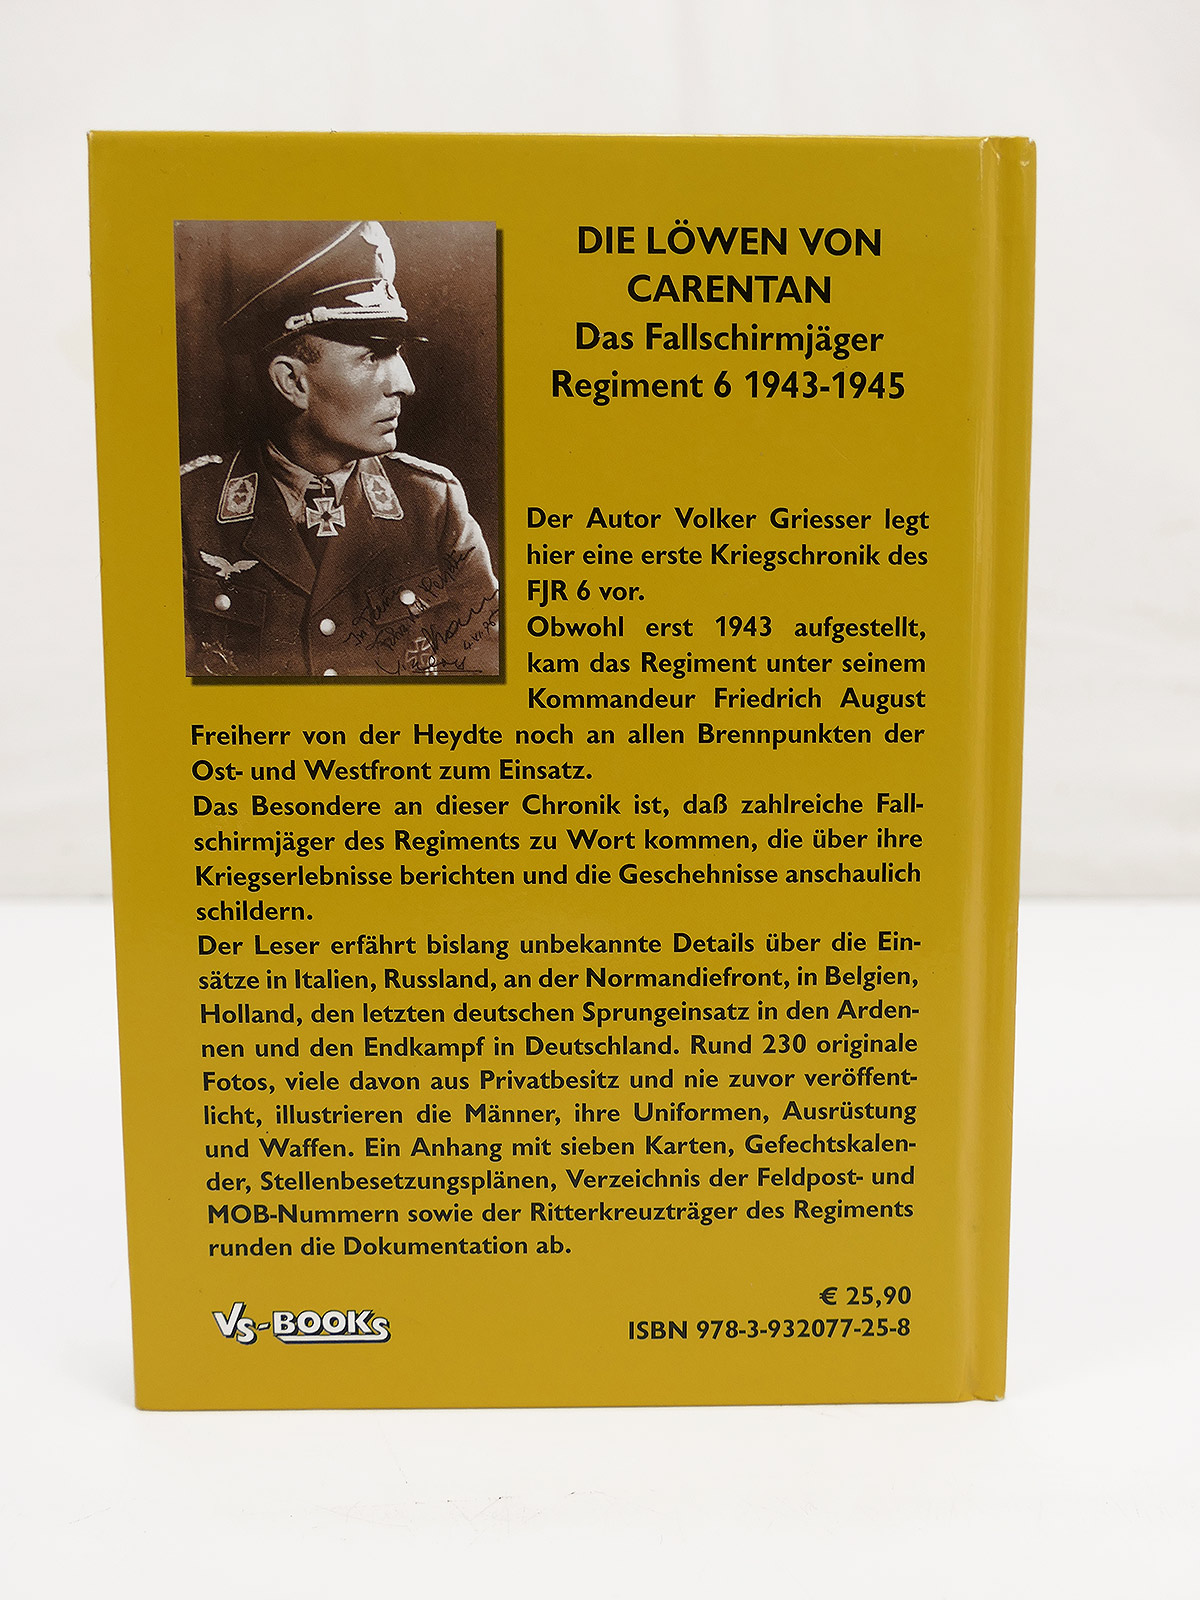 DIE LÖWEN VON
CARENTAN
Das Fallschirmjäger
Regiment 6 1943-1945
Der Autor Volker Griesser legt
hier eine erste Kriegschronik des
FJR 6 vor.
Obwohl erst 1943 aufgestellt,
kam das Regiment unter seinem
Kommandeur Friedrich August
Freiherr von der Heydte noch an allen Brennpunkten der
Ost- und Westfront zum Einsatz.
Das Besondere an dieser Chronik ist, daß zahlreiche Fall-
schirmjäger des Regiments zu Wort kommen, die über ihre
Kriegserlebnisse berichten und die Geschehnisse anschaulich
schildern.
Der Leser erfährt bislang unbekannte Details über die Ein-
sätze in Italien, Russland, an der Normandiefront, in Belgien,
Holland, den letzten deutschen Sprungeinsatz in den Arden-
nen und den Endkampf in Deutschland. Rund 230 originale
Fotos, viele davon aus Privatbesitz und nie zuvor veröffent-
licht, illustrieren die Männer, ihre Uniformen, Ausrüstung
und Waffen. Ein Anhang mit sieben Karten, Gefechtskalen-
der, Stellenbesetzungsplänen, Verzeichnis der Feldpost- und
MOB-Nummern sowie der Ritterkreuzträger des Regiments
runden die Dokumentation ab.
€ 25,90
VS-BOOKS
ISBN 978-3-932077-25-8